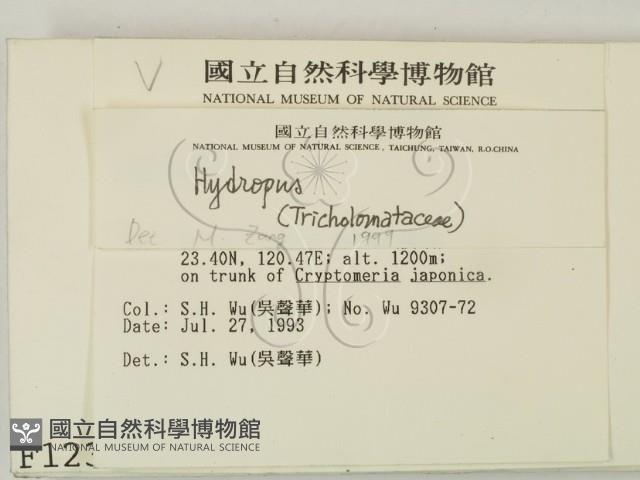 V
國立自然科學博物館
NATIONAL MUSEUM OF NATURAL SCIENCE
國立自然科學博物館
NATIONAL MUSEUM OF NATURAL SCIENCE, TAICHUNG, TAIWAN, R.O.CHINA
Hydropus
(Tricholomataceae)
Det M. Zang 1999
23.40N, 120.47E; alt. 1200m;
on trunk of Cryptomeria japonica.
Col.: S.H. Wu(吳聲華); No. Wu 9307-72
Date: Jul. 27, 1993
Det.: S.H. Wu(吳聲華)
國立自然科學博物館
NATIONAL MUSEUM OF NATURAL SCIENCE